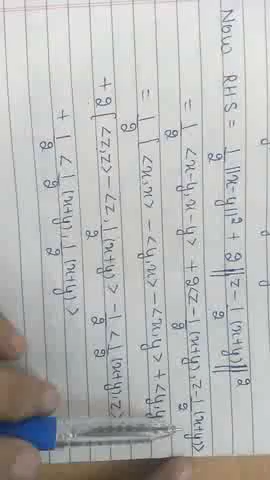 Now RHS = 1/2 ||x-y||² + 2 ||z - 1/2 (x+y)||²
= 1/2 <x-y, x-y> + 2<z - 1/2 (x+y), z - 1/2 (x+y)>
= 1/2 [<x,x> - <y,x> - <x,y> + <y,y>
+ 2 [<z,z> - <z, 1/2 (x+y)> - 1/2 <(x+y), z>
+ 1/2 < 1/2 (x+y), 1/2 (x+y)>